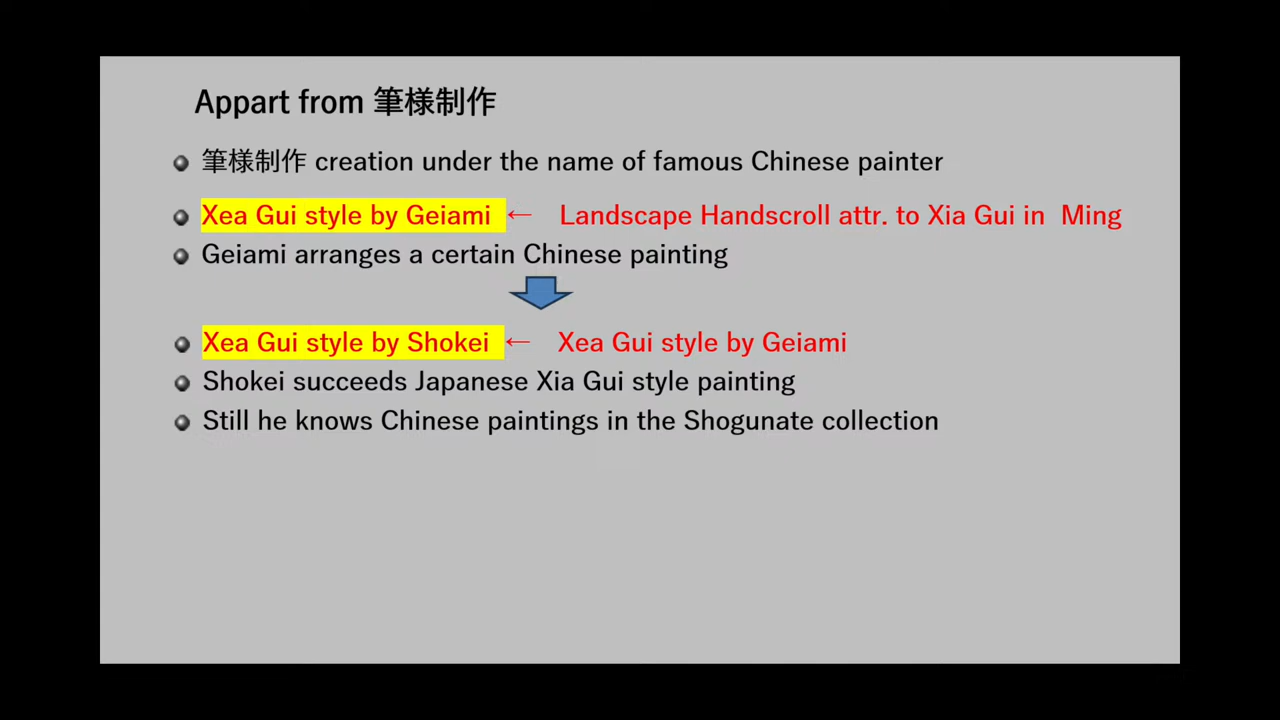 Appart from 筆様制作
筆様制作 creation under the name of famous Chinese painter
Xea Gui style by Geiami ← Landscape Handscroll attr. to Xia Gui in Ming
Geiami arranges a certain Chinese painting
Xea Gui style by Shokei ← Xea Gui style by Geiami
Shokei succeeds Japanese Xia Gui style painting
Still he knows Chinese paintings in the Shogunate collection